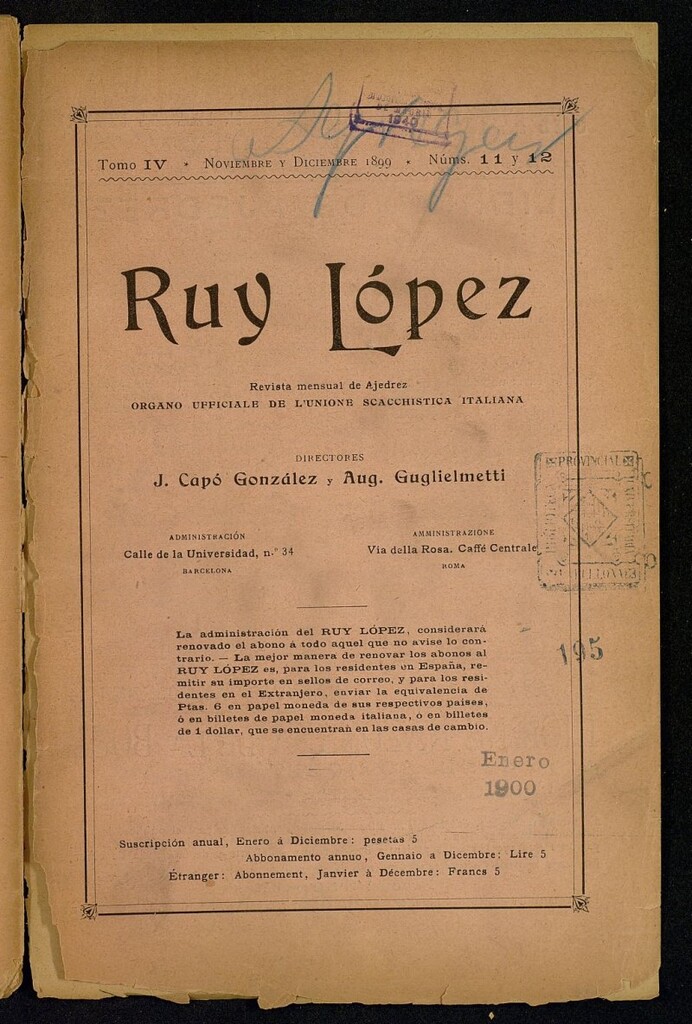 1940
Tomo IV * Noviembre y Diciembre 1899 * Núms. 11 y 12
Ruy López
Revista mensual de Ajedrez
ORGANO UFFICIALE DE L'UNIONE SCACCHISTICA ITALIANA
DIRECTORES
J. Capó González y Aug. Guglielmetti
ADMINISTRACIÓN
Calle de la Universidad, n.º 34
BARCELONA
AMMINISTRAZIONE
Via della Rosa. Caffé Centrale
ROMA
PROVINCIAL
195
La administración del RUY LÓPEZ, considerará
renovado el abono á todo aquel que no avise lo con-
trario. — La mejor manera de renovar los abonos al
RUY LÓPEZ es, para los residentes en España, re-
mitir su importe en sellos de correo, y para los resi-
dentes en el Extranjero, enviar la equivalencia de
Ptas. 6 en papel moneda de sus respectivos países,
ó en billetes de papel moneda italiana, ó en billetes
de 1 dollar, que se encuentran en las casas de cambio.
Enero
1900
Suscripción anual, Enero á Diciembre: pesetas 5
Abbonamento annuo, Gennaio a Dicembre: Lire 5
Étranger: Abonnement, Janvier à Décembre: Francs 5